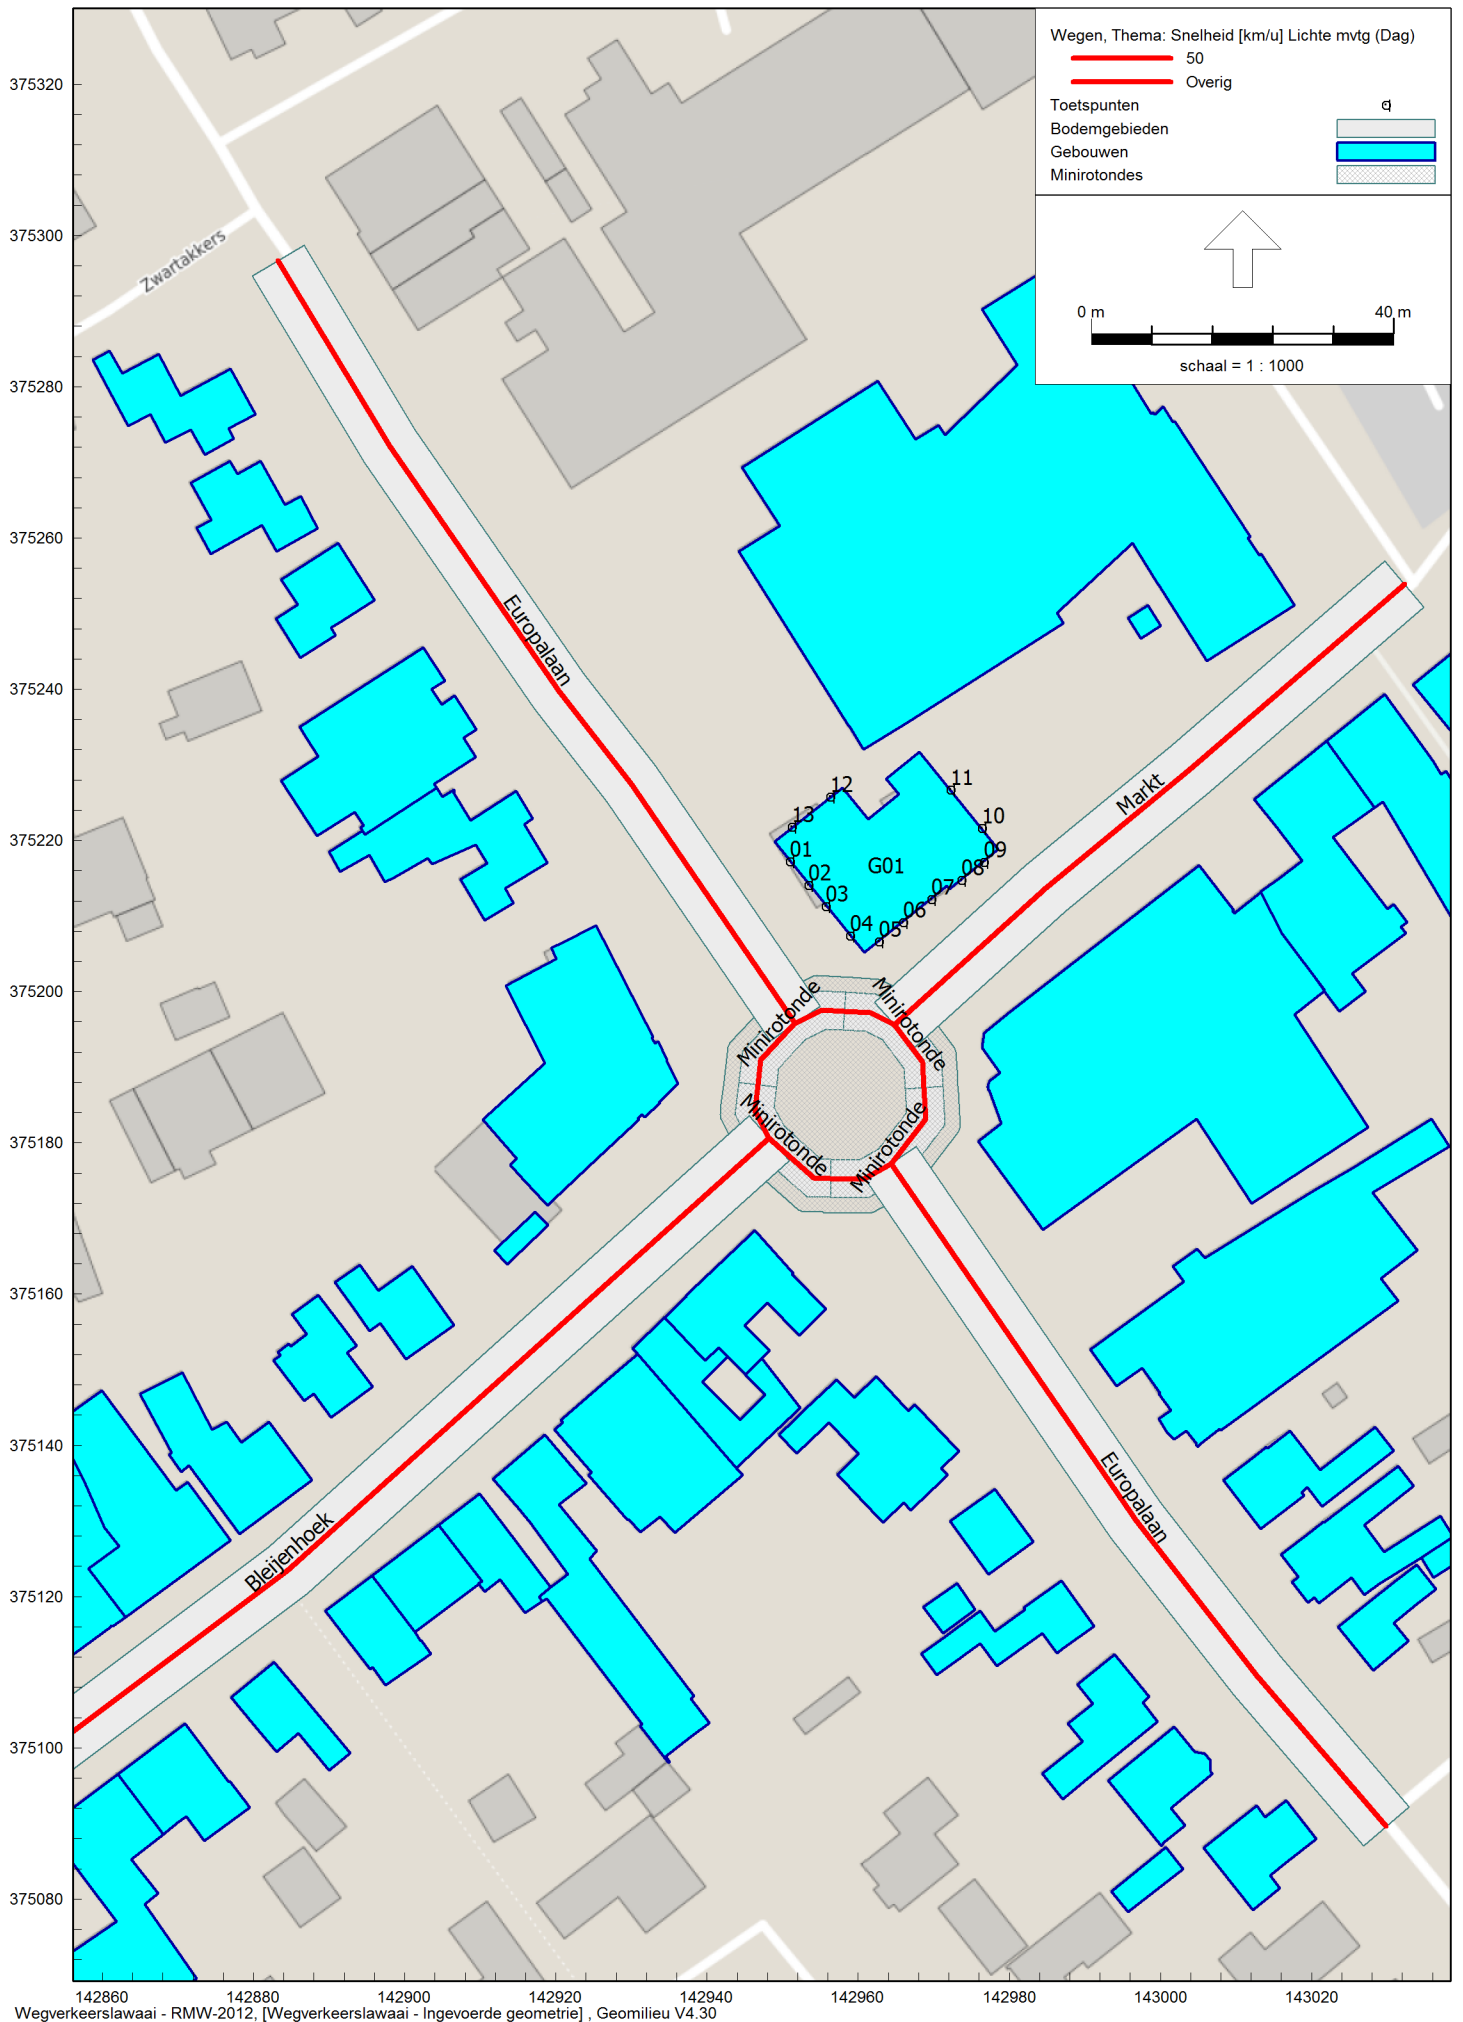 Wegen, Thema: Snelheid [km/u] Lichte mvtg (Dag)
50
Overig
Toetspunten
Bodemgebieden
Gebouwen
Minirotondes
0 m 40 m
schaal = 1 : 1000
375320
375300
375280
375260
375240
375220
375200
375180
375160
375140
375120
375100
375080
Zwartakkers
Europalaan
Markt
12
11
13
10
01
09
G01
08
02
07
03
06
04
05
Minirotonde
Minirotonde
Minirotonde
Minirotonde
Europalaan
Bleijenhoek
142860 142880 142900 142920 142940 142960 142980 143000 143020
Wegverkeerslawaai - RMW-2012, [Wegverkeerslawaai - Ingevoerde geometrie] , Geomilieu V4.30